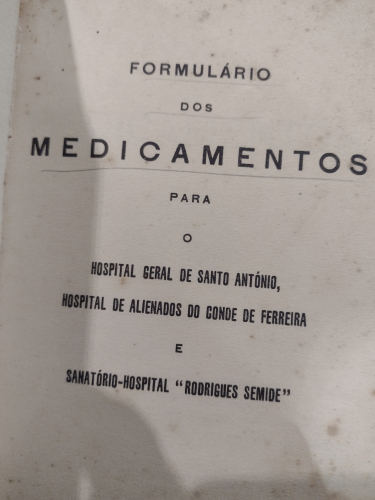 FORMULÁRIO
DOS
MEDICAMENTOS
PARA
O
HOSPITAL GERAL DE SANTO ANTÓNIO,
HOSPITAL DE ALIENADOS DO CONDE DE FERREIRA
E
SANATÓRIO-HOSPITAL "RODRIGUES SEMIDE"